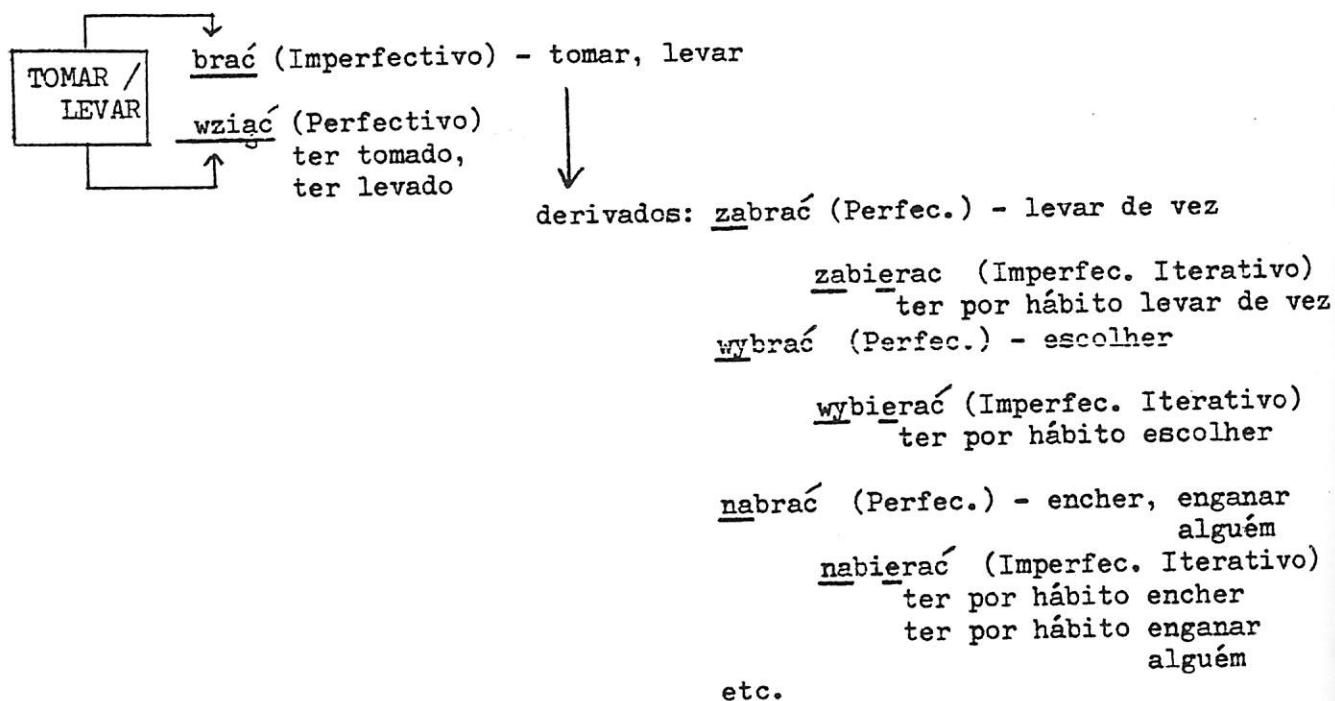 brać (Imperfectivo) - tomar, levar
TOMAR /
LEVAR
wziąć (Perfectivo)
ter tomado,
ter levado
derivados: zabrać (Perfec.) - levar de vez
zabierac (Imperfec. Iterativo)
ter por hábito levar de vez
wybrać (Perfec.) - escolher
wybierać (Imperfec. Iterativo)
ter por hábito escolher
nabrać (Perfec.) - encher, enganar
alguém
nabierać (Imperfec. Iterativo)
ter por hábito encher
ter por hábito enganar
alguém
etc.